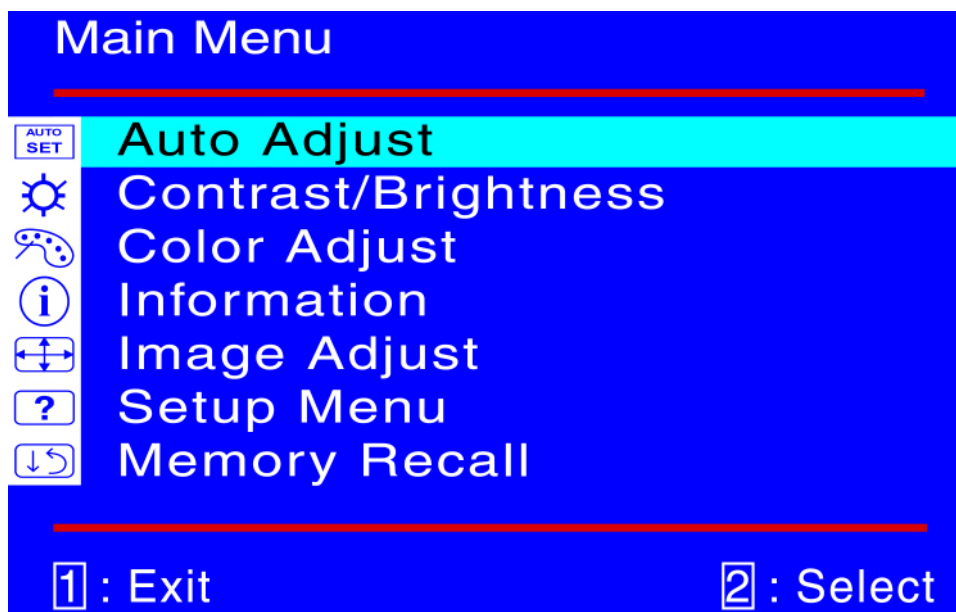 Main Menu
AUTO SET Auto Adjust
Contrast/Brightness
Color Adjust
i Information
Image Adjust
? Setup Menu
Memory Recall
1 : Exit 2 : Select